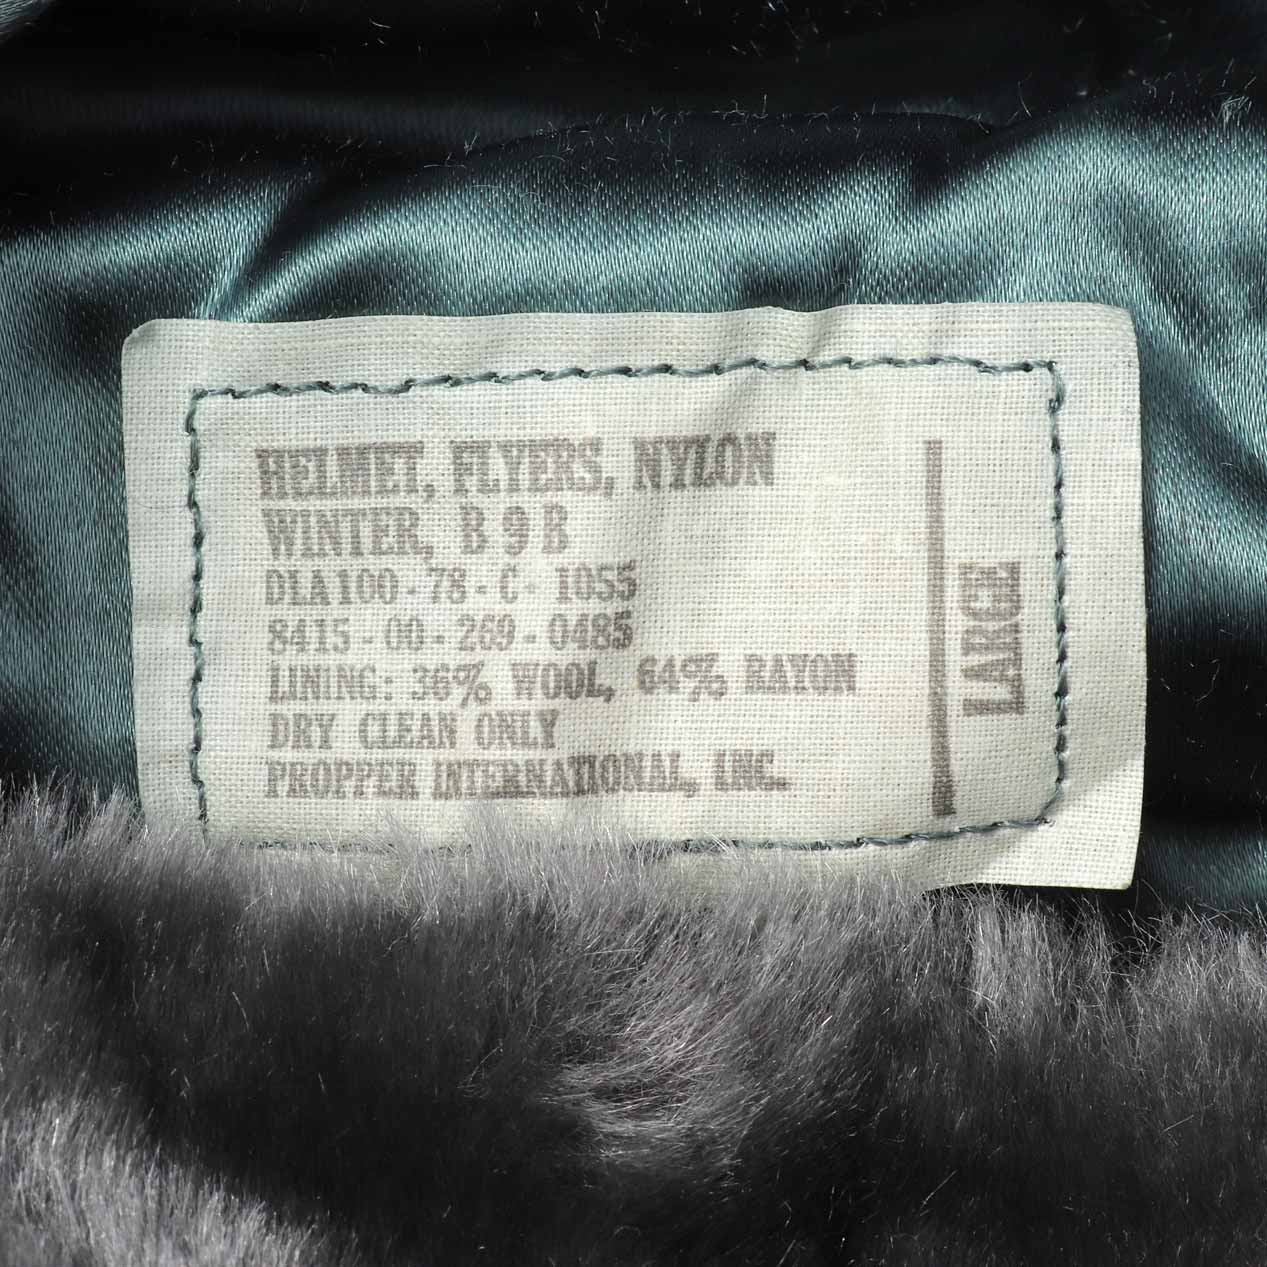 HELMET, FLYERS, NYLON
WINTER, B 9 B
DLA100-78-C-1055
8415-00-269-0485
LINING: 36% WOOL, 64% RAYON
DRY CLEAN ONLY
PROPPER INTERNATIONAL, INC.
LARGE